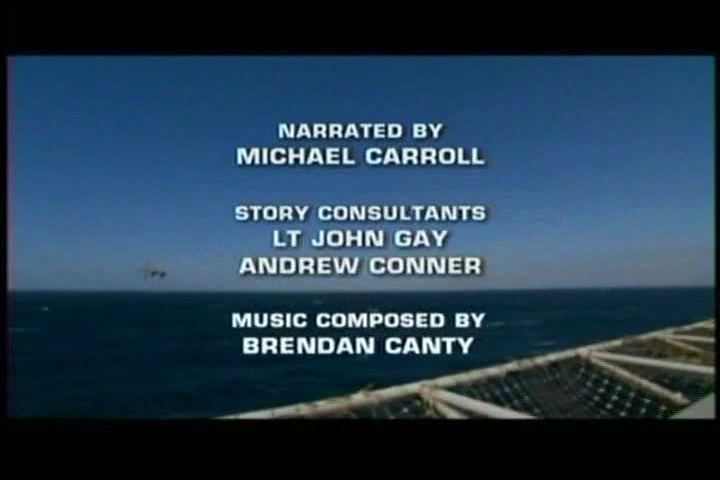 NARRATED BY
MICHAEL CARROLL
STORY CONSULTANTS
LT JOHN GAY
ANDREW CONNER
MUSIC COMPOSED BY
BRENDAN CANTY